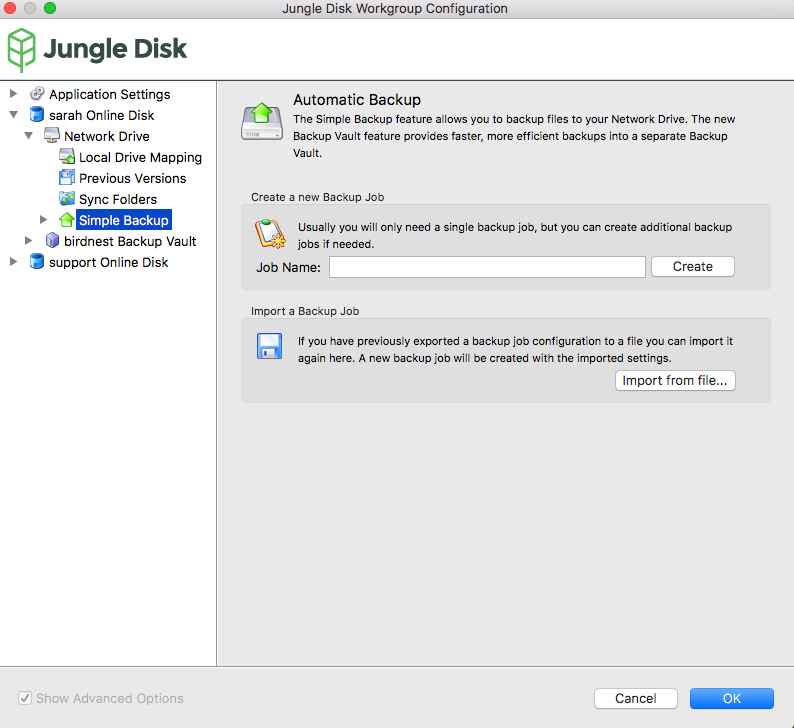 Jungle Disk Workgroup Configuration
Jungle Disk
Application Settings
sarah Online Disk
Network Drive
Local Drive Mapping
Previous Versions
Sync Folders
Simple Backup
birdnest Backup Vault
support Online Disk
Automatic Backup
The Simple Backup feature allows you to backup files to your Network Drive. The new
Backup Vault feature provides faster, more efficient backups into a separate Backup
Vault.
Create a new Backup Job
Usually you will only need a single backup job, but you can create additional backup
jobs if needed.
Job Name:
Create
Import a Backup Job
If you have previously exported a backup job configuration to a file you can import it
again here. A new backup job will be created with the imported settings.
Import from file...
Show Advanced Options
Cancel
OK